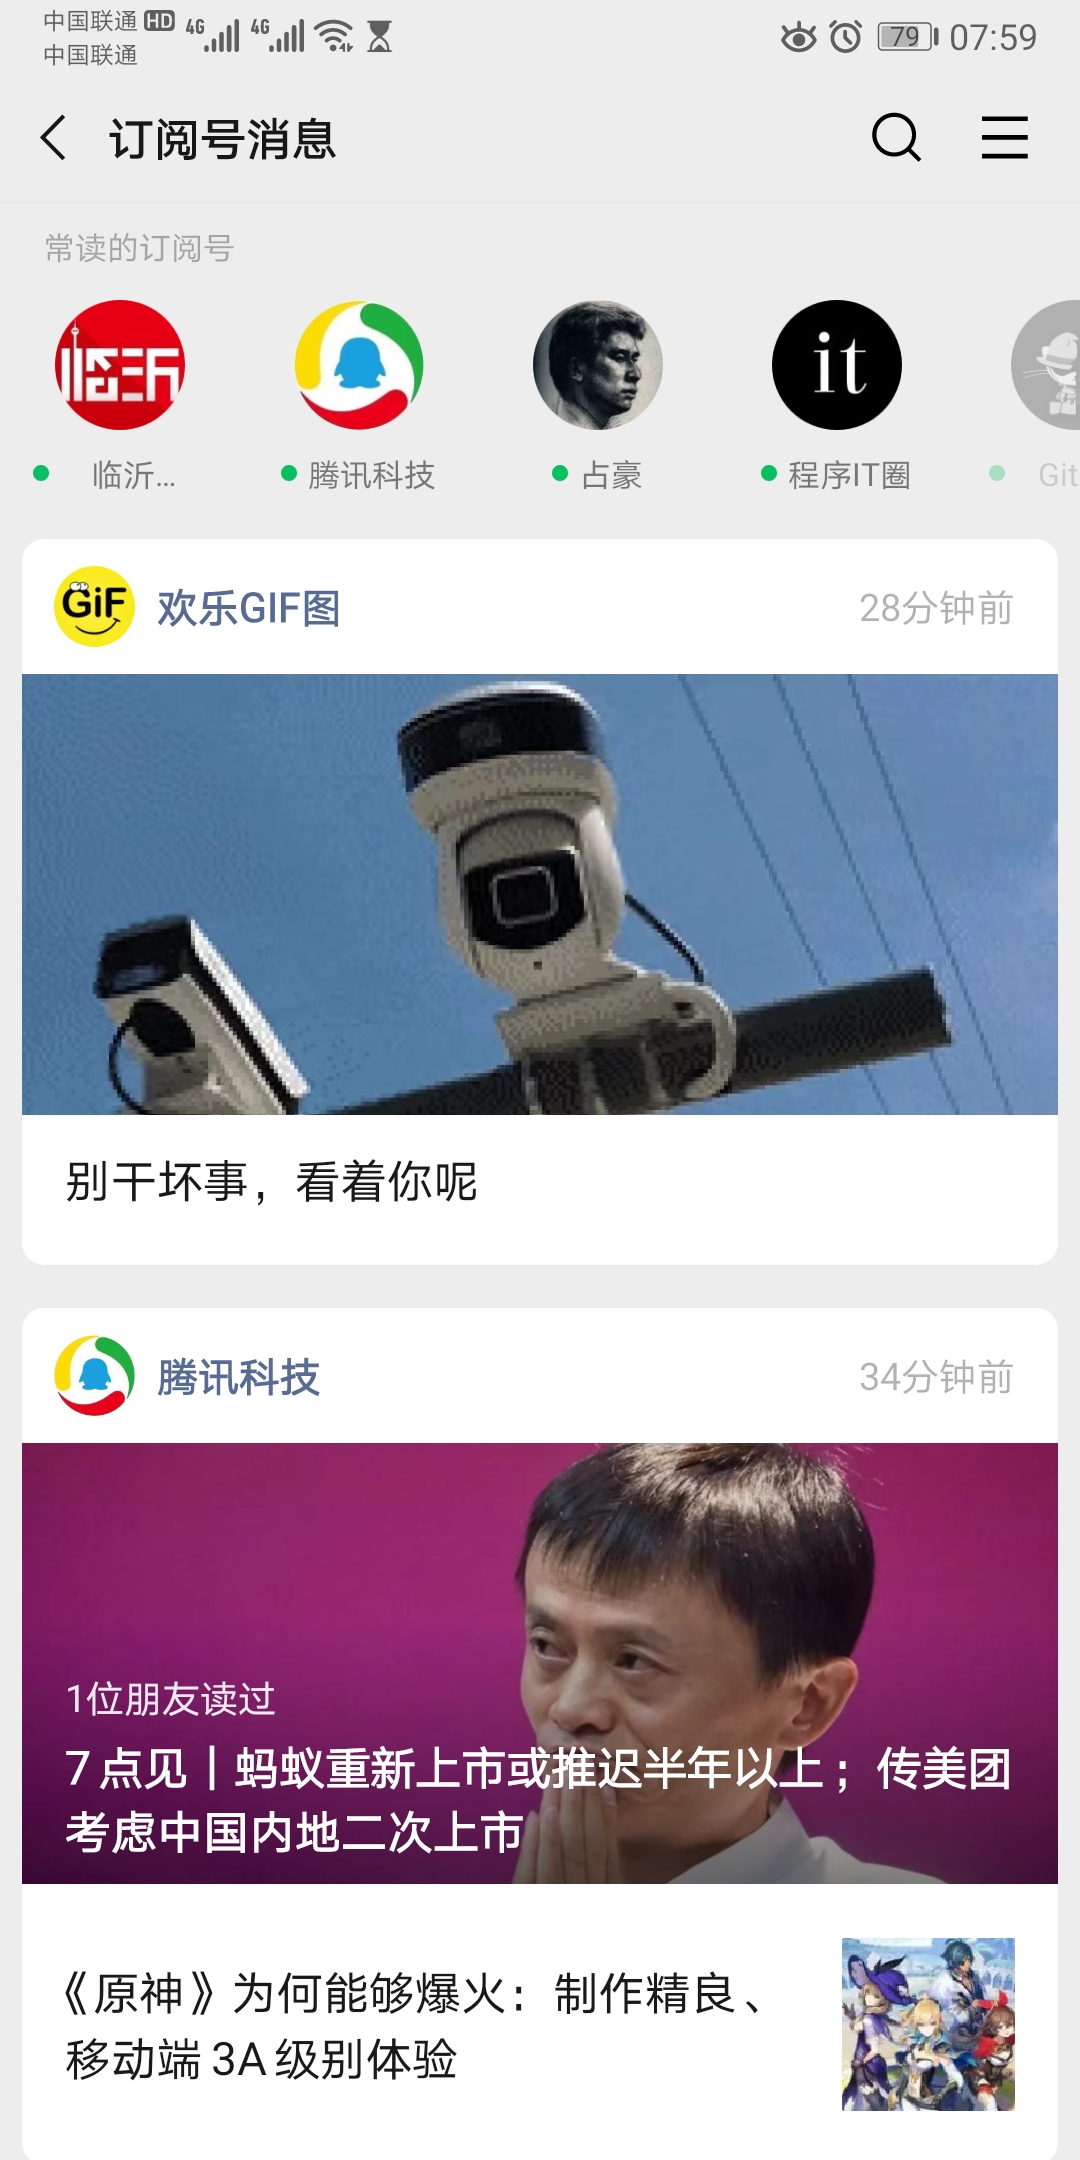 中国联通 HD 4G 4G 79 07:59
中国联通
订阅号消息
常读的订阅号
临沂
it
临沂...
腾讯科技
占豪
程序IT圈
Git
GiF
欢乐GIF图
28分钟前
别干坏事，看着你呢
腾讯科技
34分钟前
1位朋友读过
7 点见｜蚂蚁重新上市或推迟半年以上；传美团
考虑中国内地二次上市
《原神》为何能够爆火：制作精良、
移动端 3A 级别体验